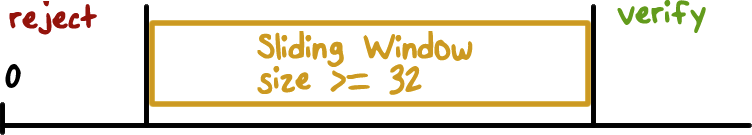 reject
verify
Sliding Window
size >= 32
0